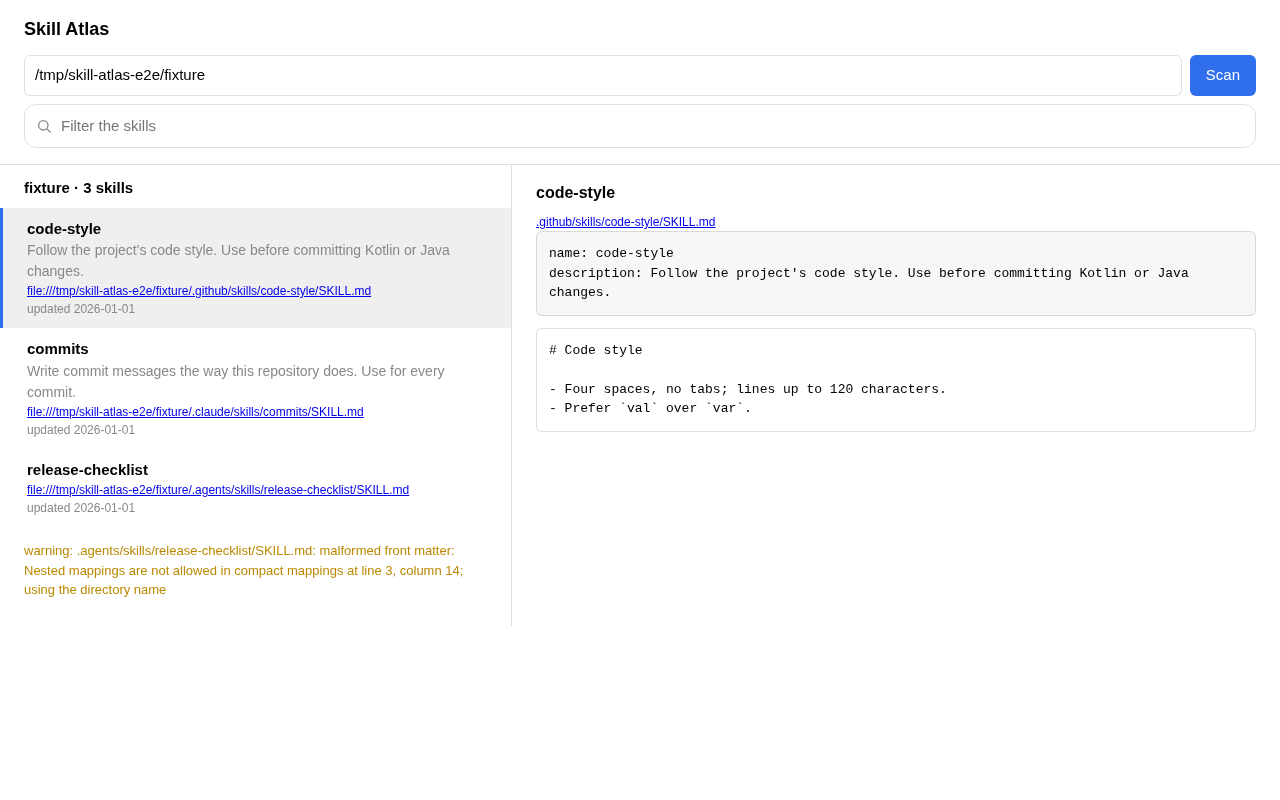 Skill Atlas
/tmp/skill-atlas-e2e/fixture
Scan
Filter the skills
fixture · 3 skills
code-style
Follow the project's code style. Use before committing Kotlin or Java
changes.
file:///tmp/skill-atlas-e2e/fixture/.github/skills/code-style/SKILL.md
updated 2026-01-01
commits
Write commit messages the way this repository does. Use for every
commit.
file:///tmp/skill-atlas-e2e/fixture/.claude/skills/commits/SKILL.md
updated 2026-01-01
release-checklist
file:///tmp/skill-atlas-e2e/fixture/.agents/skills/release-checklist/SKILL.md
updated 2026-01-01
warning: .agents/skills/release-checklist/SKILL.md: malformed front matter:
Nested mappings are not allowed in compact mappings at line 3, column 14;
using the directory name
code-style
.github/skills/code-style/SKILL.md
name: code-style
description: Follow the project's code style. Use before committing Kotlin or Java
changes.
# Code style
- Four spaces, no tabs; lines up to 120 characters.
- Prefer `val` over `var`.